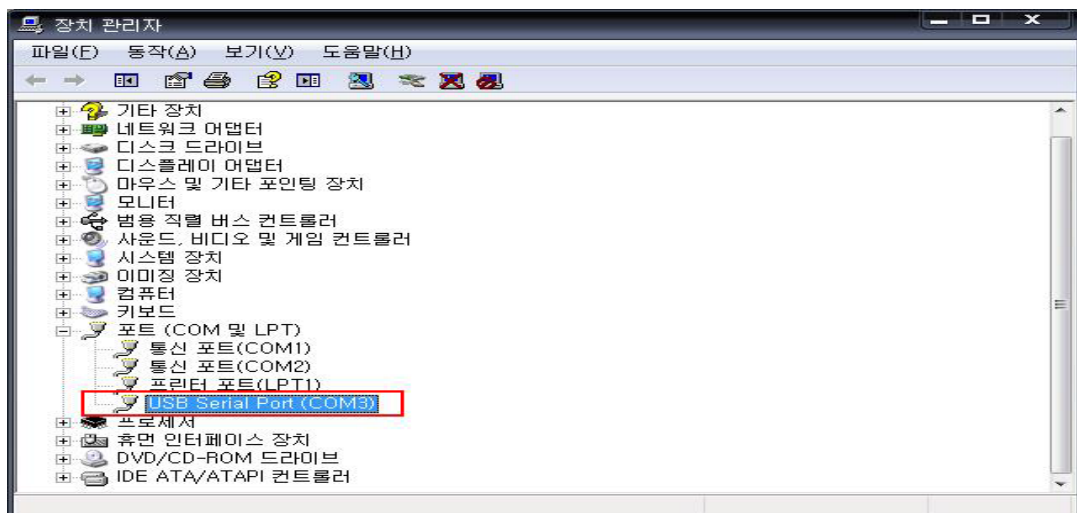 장치 관리자
파일(F) 동작(A) 보기(V) 도움말(H)
기타 장치
네트워크 어댑터
디스크 드라이브
디스플레이 어댑터
마우스 및 기타 포인팅 장치
모니터
범용 직렬 버스 컨트롤러
사운드, 비디오 및 게임 컨트롤러
시스템 장치
이미징 장치
컴퓨터
키보드
포트 (COM 및 LPT)
통신 포트(COM1)
통신 포트(COM2)
프린터 포트(LPT1)
USB Serial Port (COM3)
프로세서
휴먼 인터페이스 장치
DVD/CD-ROM 드라이브
IDE ATA/ATAPI 컨트롤러